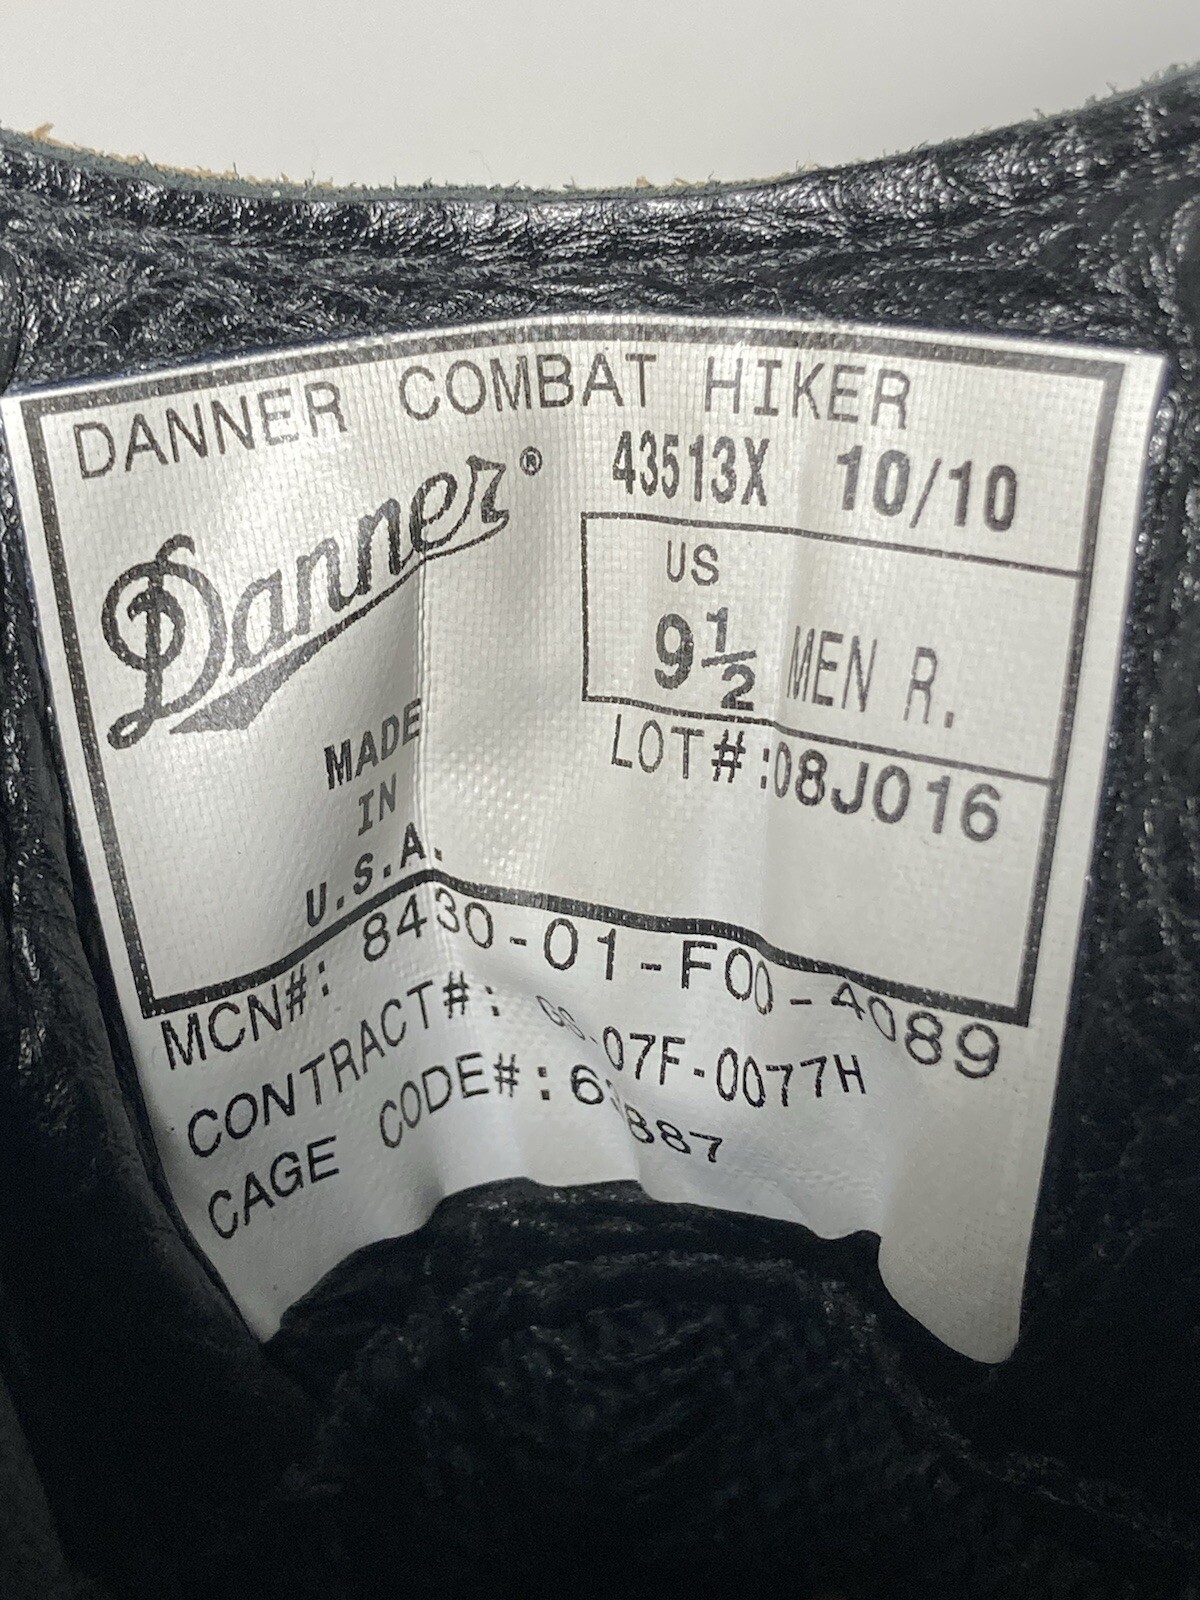 DANNER COMBAT HIKER
43513X 10/10
Danner®
US
9½ MEN R.
MADE
IN
U.S.A.
LOT#:08J016
MCN#: 8430-01-F00-4089
CONTRACT#: 07F-0077H
CAGE CODE#: